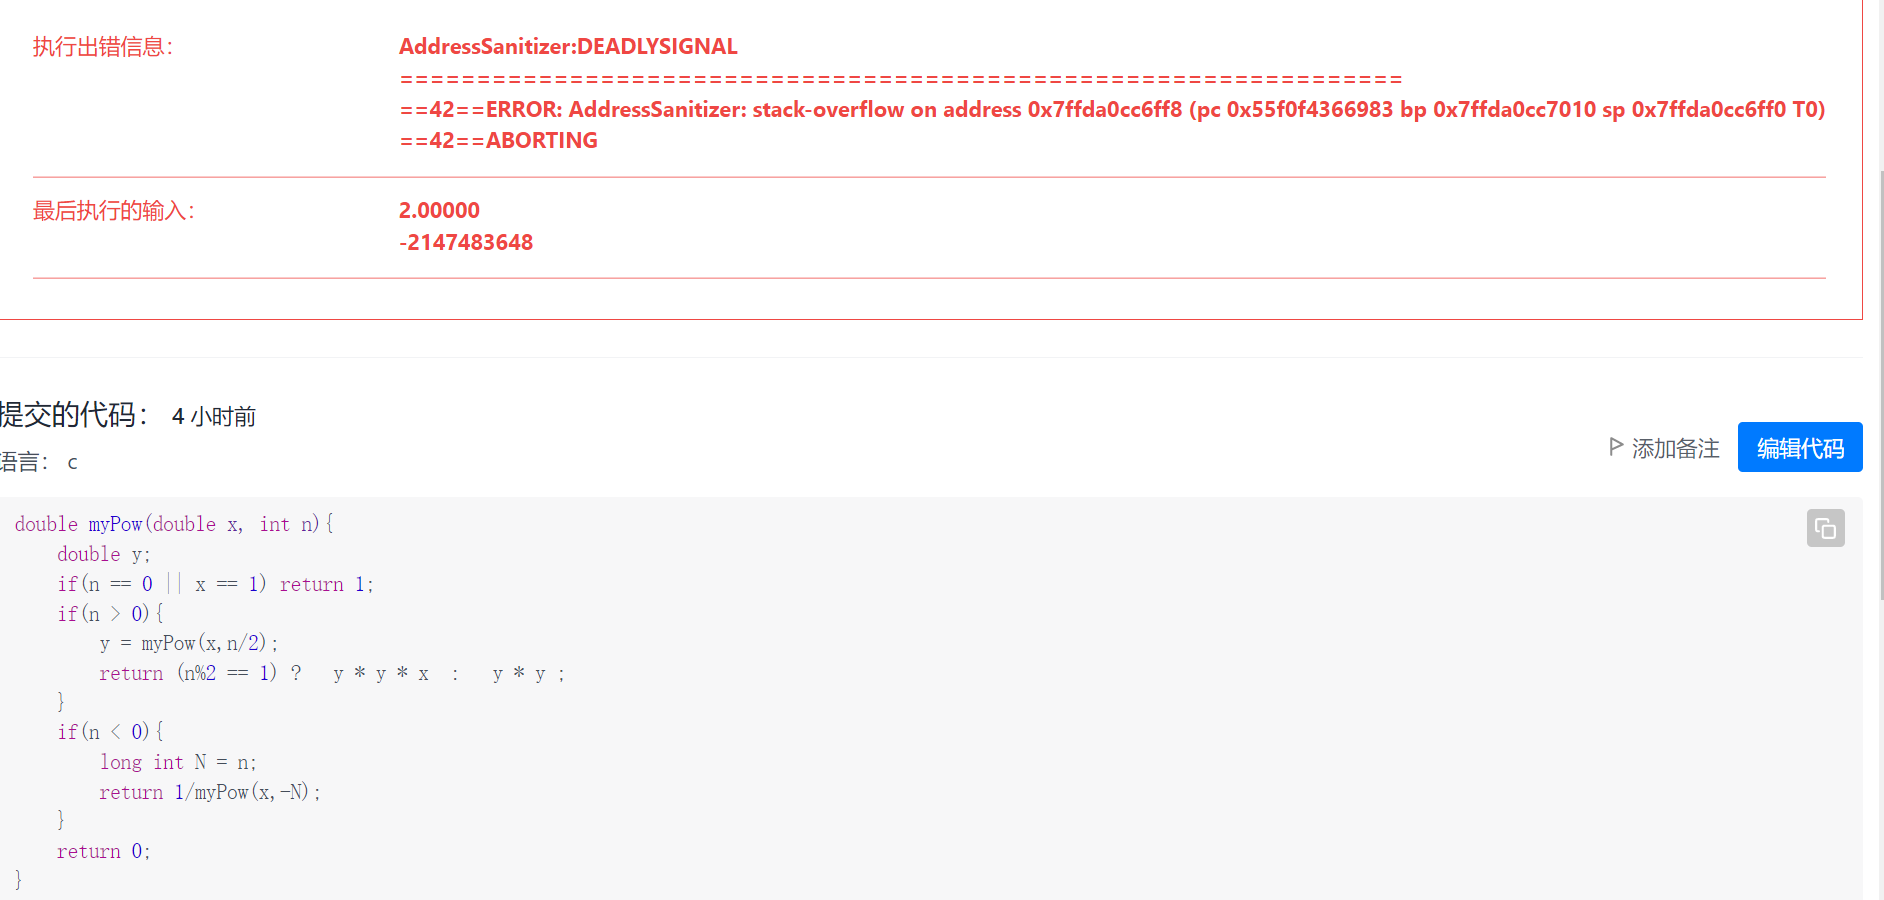 执行出错信息：
AddressSanitizer:DEADLYSIGNAL
=================================================================
==42==ERROR: AddressSanitizer: stack-overflow on address 0x7ffda0cc6ff8 (pc 0x55f0f4366983 bp 0x7ffda0cc7010 sp 0x7ffda0cc6ff0 T0)
==42==ABORTING
最后执行的输入：
2.00000
-2147483648
提交的代码： 4 小时前
语言： c
添加备注
编辑代码
double myPow(double x, int n){
    double y;
    if(n == 0 || x == 1) return 1;
    if(n > 0){
        y = myPow(x,n/2);
        return (n%2 == 1) ?   y * y * x  :   y * y ;
    }
    if(n < 0){
        long int N = n;
        return 1/myPow(x,-N);
    }
    return 0;
}